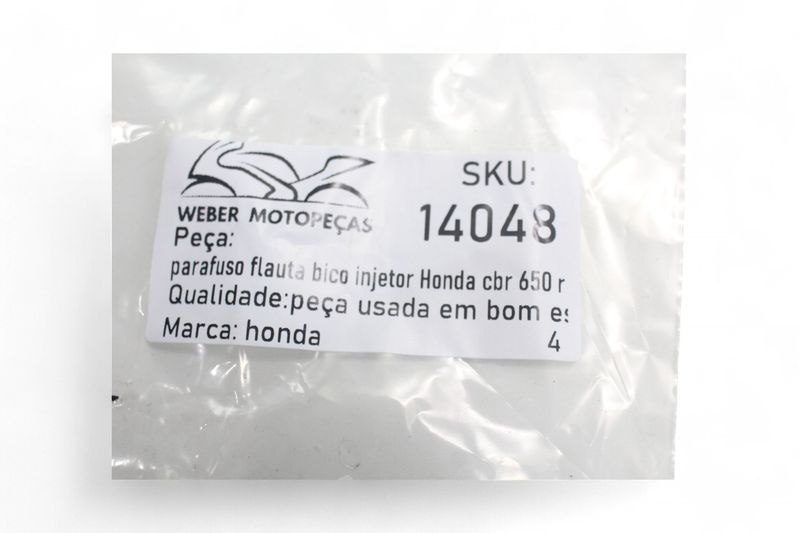 WEBER MOTOPEÇAS
SKU:
14048
Peça:
parafuso flauta bico injetor Honda cbr 650 r
Qualidade:peça usada em bom es
Marca: honda
4